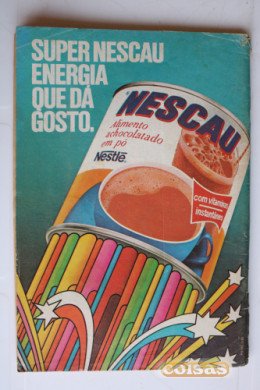 SUPER NESCAU
ENERGIA
QUE DÁ
GOSTO.
NESCAU
Alimento
achocolatado
em pó
Nestlé
com vitaminas
instantâneo
coisas